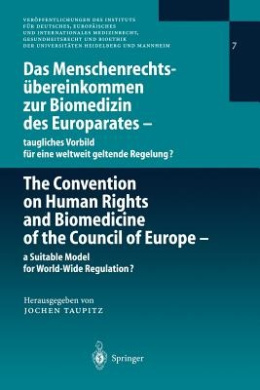 VERÖFFENTLICHUNGEN DES INSTITUTS
FÜR DEUTSCHES, EUROPÄISCHES
UND INTERNATIONALES MEDIZINRECHT,
GESUNDHEITSRECHT UND BIOETHIK
DER UNIVERSITÄTEN HEIDELBERG UND MANNHEIM
7
Das Menschenrechts-
übereinkommen
zur Biomedizin
des Europarates –
taugliches Vorbild
für eine weltweit geltende Regelung?
The Convention
on Human Rights
and Biomedicine
of the Council of Europe –
a Suitable Model
for World-Wide Regulation?
Herausgegeben von
JOCHEN TAUPITZ
Springer